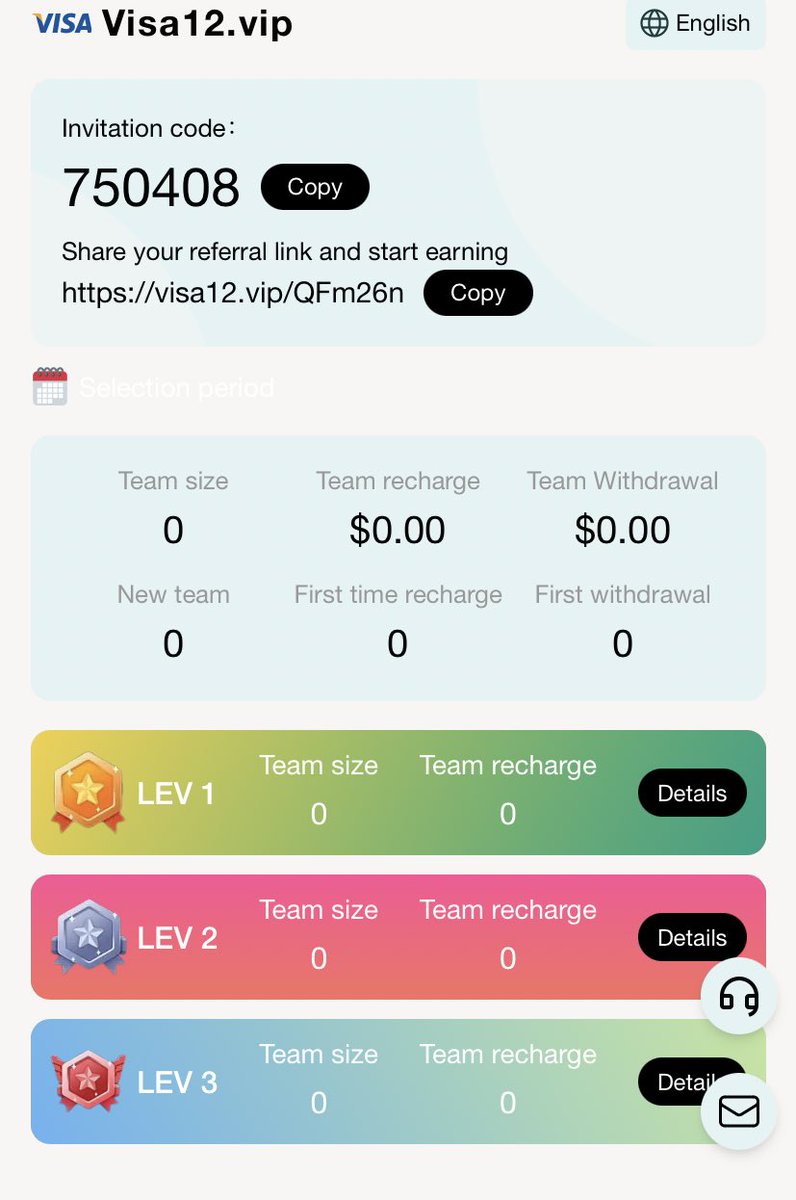 VISA Visa12.vip English
Invitation code：
750408 Copy
Share your referral link and start earning
https://visa12.vip/QFm26n Copy
Selection period
Team size Team recharge Team Withdrawal
0 $0.00 $0.00
New team First time recharge First withdrawal
0 0 0
LEV 1 Team size Team recharge Details
0 0
LEV 2 Team size Team recharge Details
0 0
LEV 3 Team size Team recharge Detail
0 0